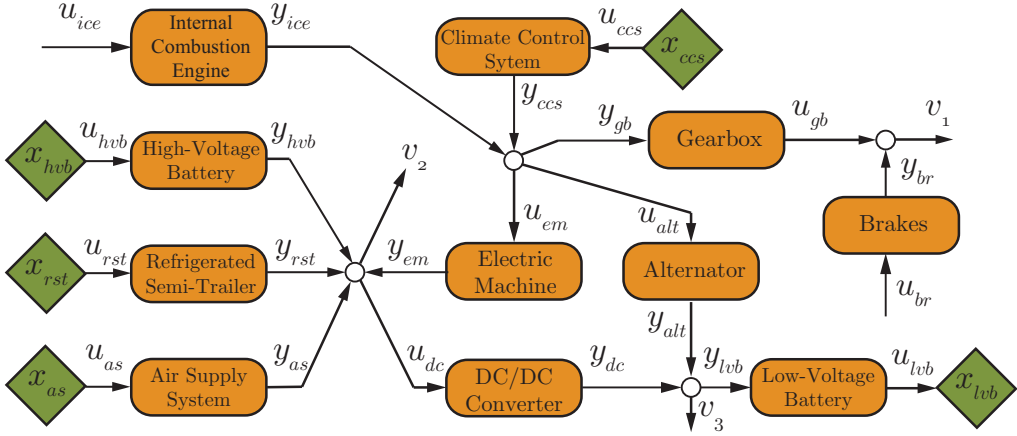 u_ice
Internal
Combustion
Engine
y_ice
Climate Control
Sytem
u_ccs
x_ccs
y_ccs
x_hvb
u_hvb
High-Voltage
Battery
y_hvb
v_2
y_gb
Gearbox
u_gb
v_1
y_br
Brakes
u_br
x_rst
u_rst
Refrigerated
Semi-Trailer
y_rst
y_em
Electric
Machine
u_em
u_alt
Alternator
y_alt
x_as
u_as
Air Supply
System
y_as
u_dc
DC/DC
Converter
y_dc
v_3
y_lvb
Low-Voltage
Battery
u_lvb
x_lvb